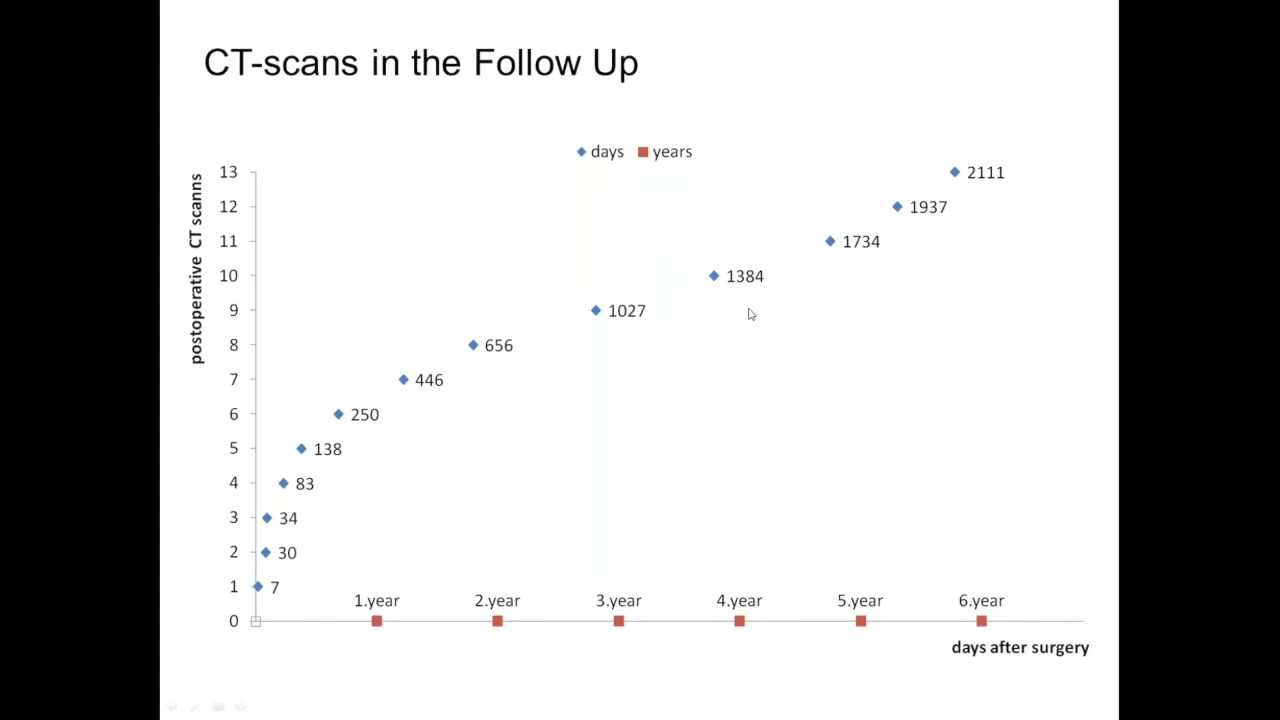 CT-scans in the Follow Up
days years
postoperative CT scanns
13 2111
12 1937
11 1734
10 1384
9 1027
8 656
7 446
6 250
5 138
4 83
3 34
2 30
1 7
1.year 2.year 3.year 4.year 5.year 6.year
0
days after surgery